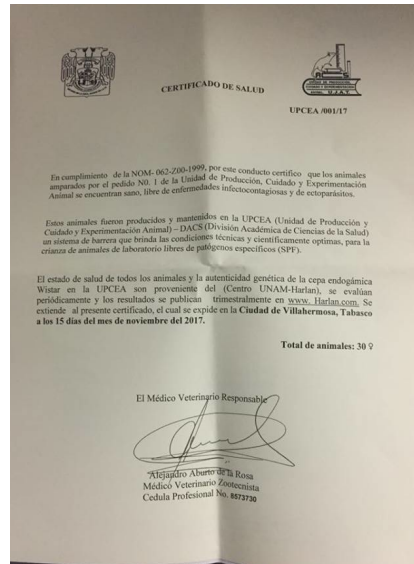 CERTIFICADO DE SALUD
UPCEA /001/17
En cumplimiento de la NOM- 062-Z00-1999, por este conducto certifico que los animales
amparados por el pedido N0. 1 de la Unidad de Producción, Cuidado y Experimentación
Animal se encuentran sano, libre de enfermedades infectocontagiosas y de ectoparásitos.
Estos animales fueron producidos y mantenidos en la UPCEA (Unidad de Producción y
Cuidado y Experimentación Animal) – DACS (División Académica de Ciencias de la Salud)
un sistema de barrera que brinda las condiciones técnicas y científicamente optimas, para la
crianza de animales de laboratorio libres de patógenos específicos (SPF).
El estado de salud de todos los animales y la autenticidad genética de la cepa endogámica
Wistar en la UPCEA son proveniente del (Centro UNAM-Harlan), se evalúan
periódicamente y los resultados se publican trimestralmente en www. Harlan.com. Se
extiende al presente certificado, el cual se expide en la Ciudad de Villahermosa, Tabasco
a los 15 días del mes de noviembre del 2017.
Total de animales: 30 ♀
El Médico Veterinario Responsable
Alejandro Aburto de la Rosa
Médico Veterinario Zootecnista
Cedula Profesional No. 8573730